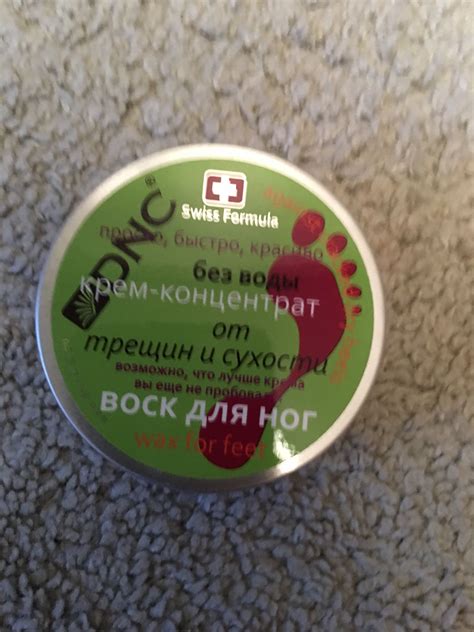 Swiss Formula
DNC®
просто, быстро, красиво
без воды
крем-концентрат
от
трещин и сухости
возможно, что лучше крема
вы еще не пробовали
воск для ног
wax for feet